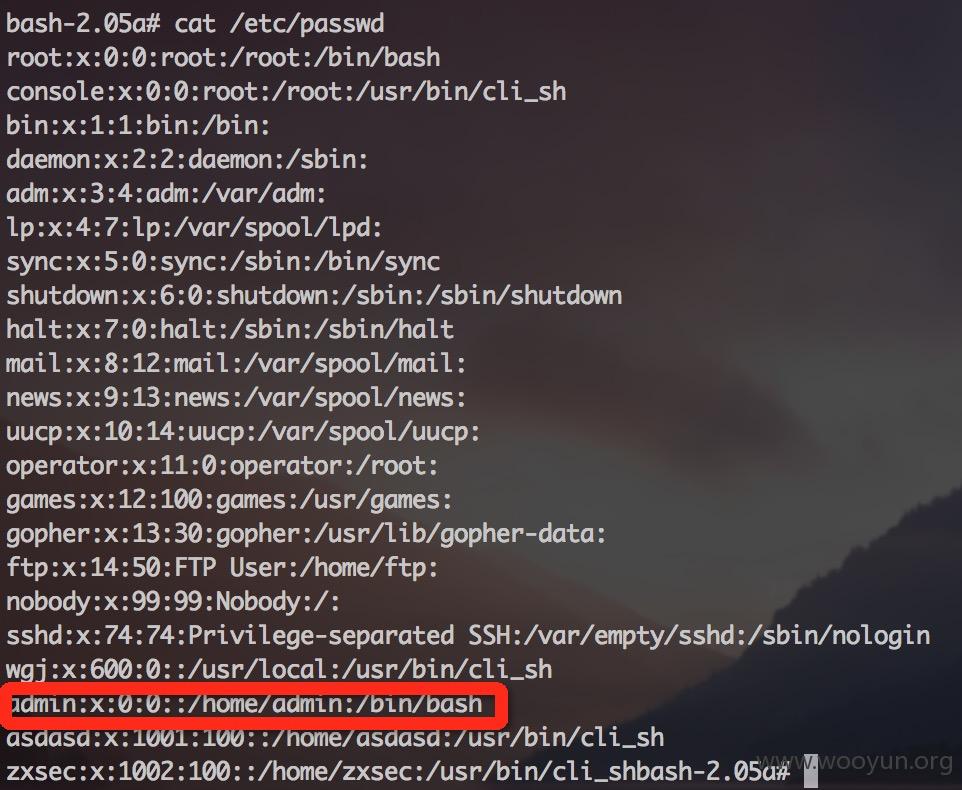 bash-2.05a# cat /etc/passwd
root:x:0:0:root:/root:/bin/bash
console:x:0:0:root:/root:/usr/bin/cli_sh
bin:x:1:1:bin:/bin:
daemon:x:2:2:daemon:/sbin:
adm:x:3:4:adm:/var/adm:
lp:x:4:7:lp:/var/spool/lpd:
sync:x:5:0:sync:/sbin:/bin/sync
shutdown:x:6:0:shutdown:/sbin:/sbin/shutdown
halt:x:7:0:halt:/sbin:/sbin/halt
mail:x:8:12:mail:/var/spool/mail:
news:x:9:13:news:/var/spool/news:
uucp:x:10:14:uucp:/var/spool/uucp:
operator:x:11:0:operator:/root:
games:x:12:100:games:/usr/games:
gopher:x:13:30:gopher:/usr/lib/gopher-data:
ftp:x:14:50:FTP User:/home/ftp:
nobody:x:99:99:Nobody:/:
sshd:x:74:74:Privilege-separated SSH:/var/empty/sshd:/sbin/nologin
wgj:x:600:0::/usr/local:/usr/bin/cli_sh
admin:x:0:0::/home/admin:/bin/bash
asdasd:x:1001:100::/home/asdasd:/usr/bin/cli_sh
zxsec:x:1002:100::/home/zxsec:/usr/bin/cli_shbash-2.05a#
www.wooyun.org